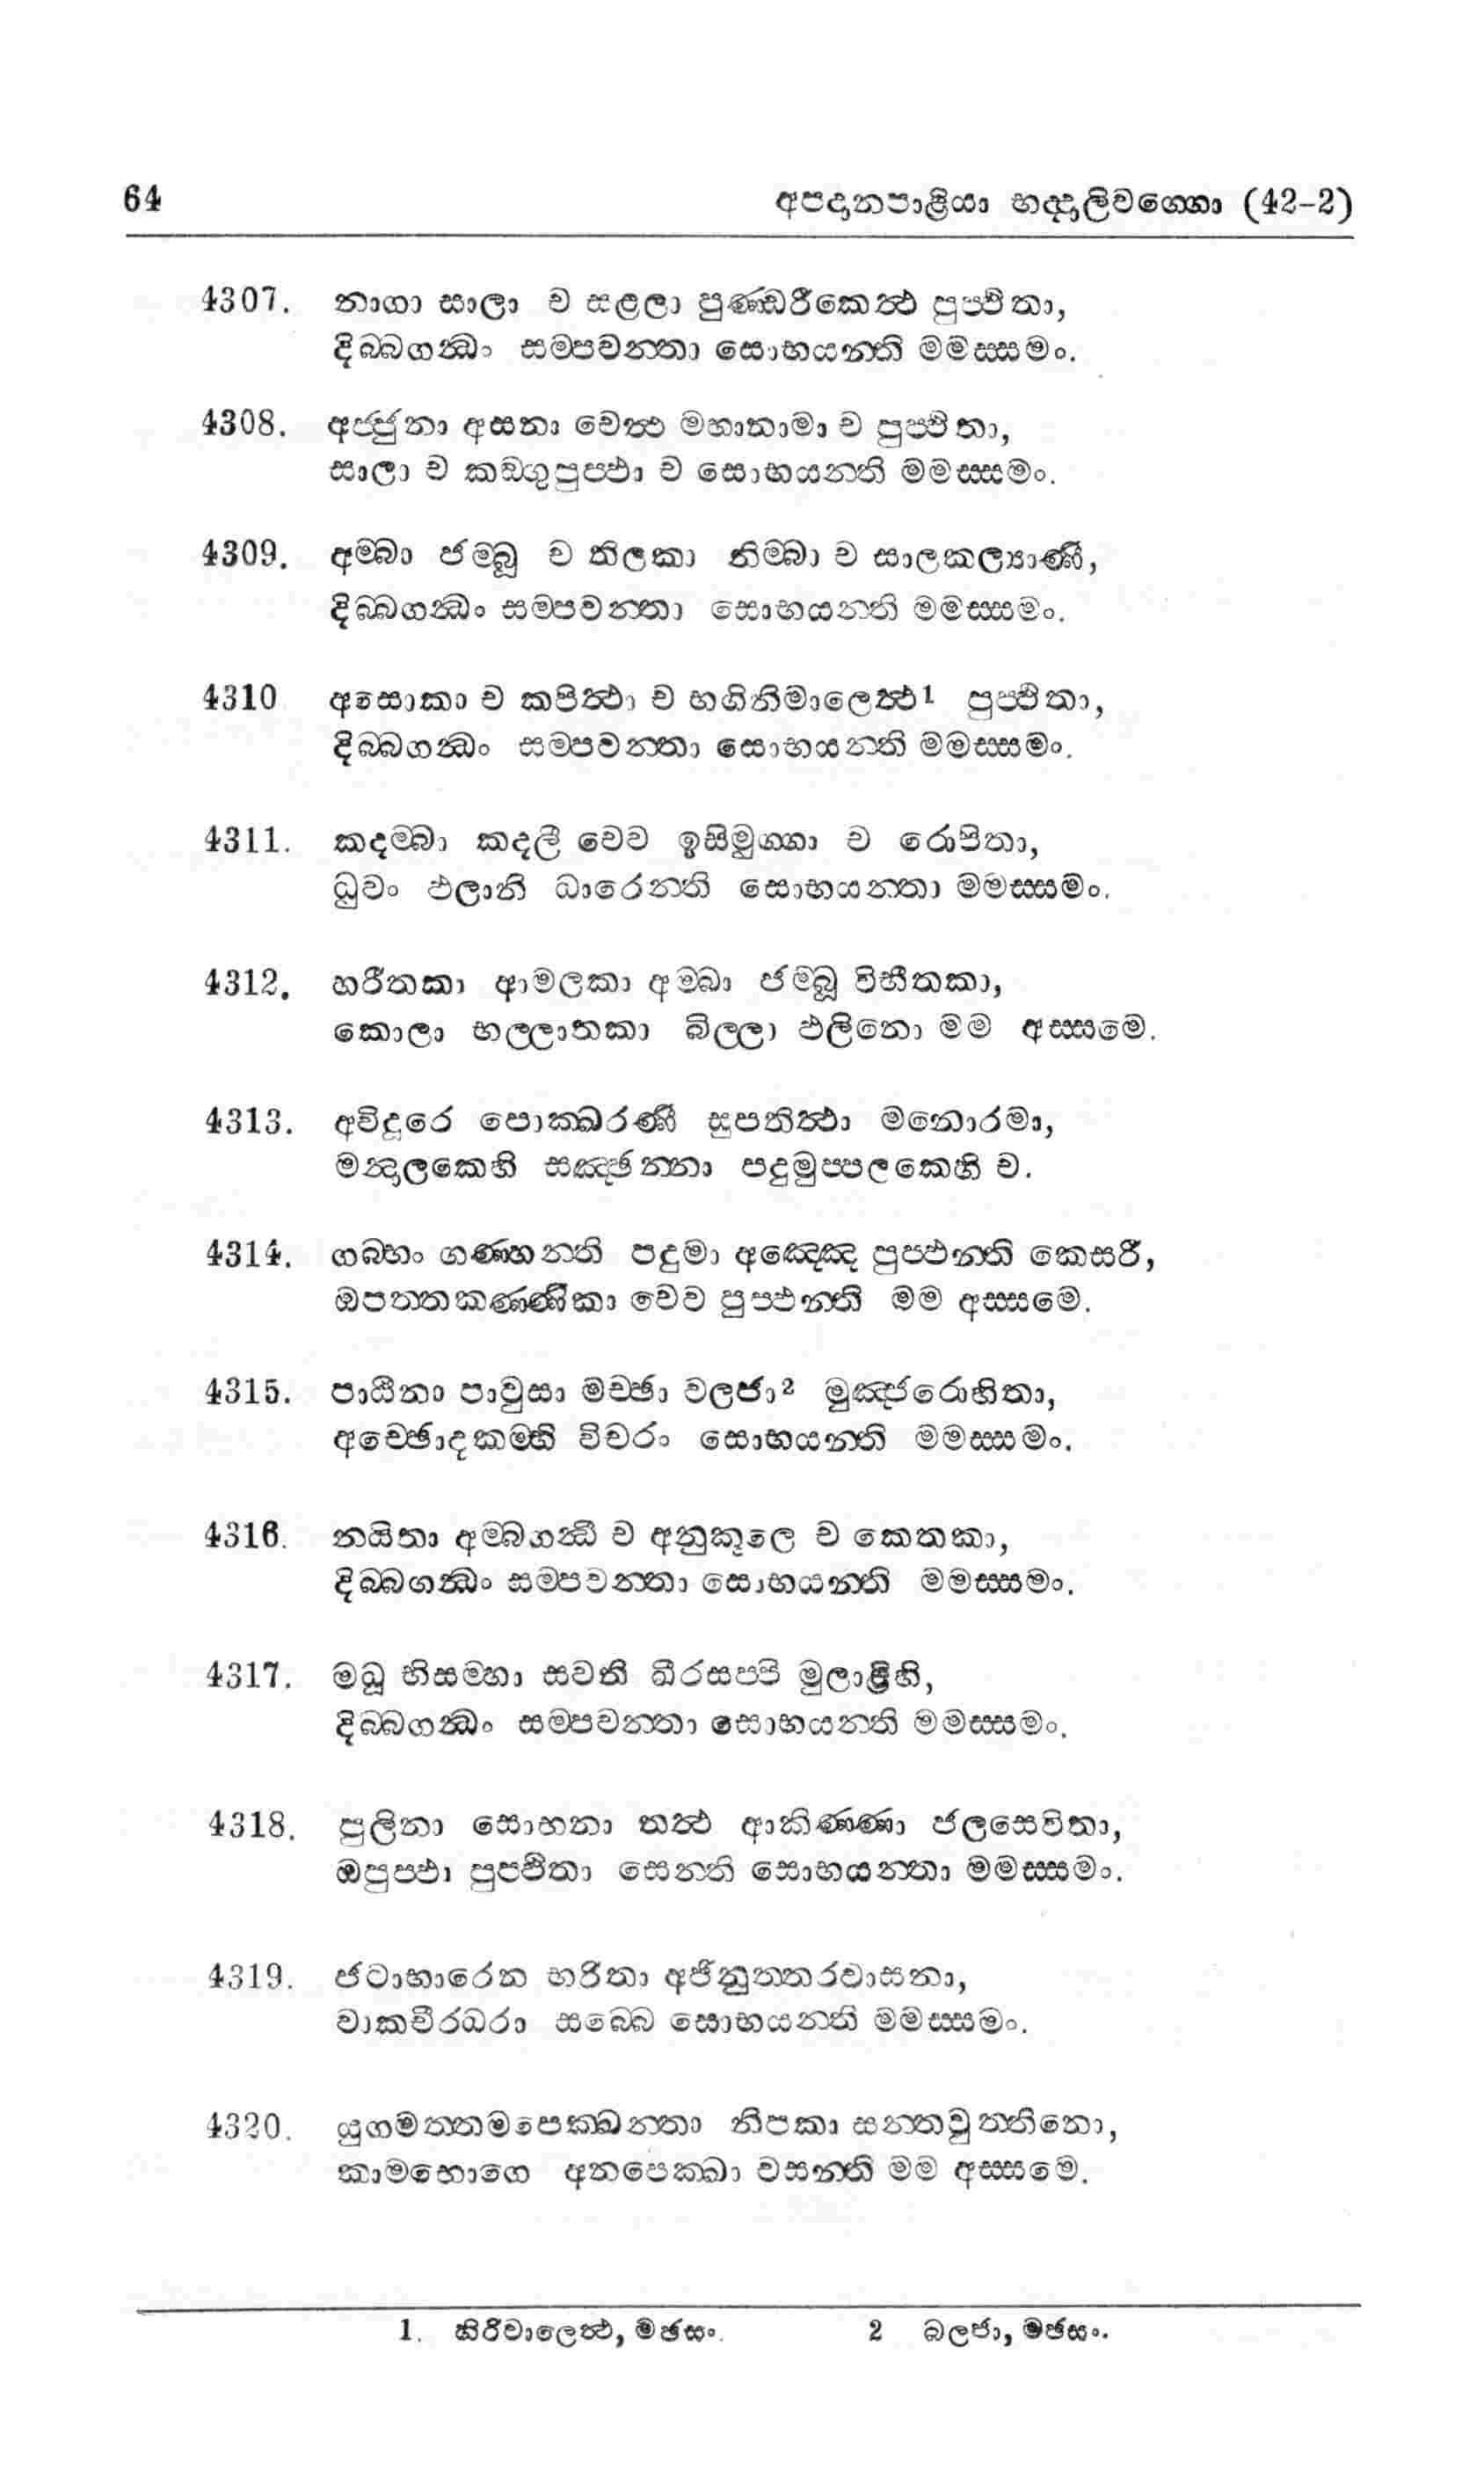 64 අපදානපාළියා භද්දාලිවග්ගො (42-2)
4307. නාගා සාලා ච සළලා පුණ්ඩරීකෙත්‍ථ පුප්ඵිතා,
දිබ්බගන්‍ධං සම්පවන්තා සොභයන්ති මමස්සමං.
4308. අජ්ජුනා අසනා චෙත්‍ථ මහානාමා ච පුප්ඵිතා,
සාලා ච කඞ්ගුපුප්ඵා ච සොභයන්ති මමස්සමං.
4309. අම්බා ජම්බූ ච තිලකා නිම්බා ච සාලකල්‍යාණී,
දිබ්බගන්‍ධං සම්පවන්තා සොභයන්ති මමස්සමං.
4310 අසොකා ච කපිත්‍ථා ච භගිනිමාලෙත්‍ථ1 පුප්ඵිතා,
දිබ්බගන්‍ධං සම්පවන්තා සොභයන්ති මමස්සමං.
4311. කදම්බා කදලී චෙව ඉසිමුග්ගා ච රොපිතා,
ධුවං ඵලානි ධාරෙන්ති සොභයන්තා මමස්සමං.
4312. හරීතකා ආමලකා අම්බා ජම්බූ විභීතකා,
කොලා භල්ලාතකා බිල්ලා ඵලිනො මම අස්සමෙ.
4313. අවිදූරෙ පොක්ඛරණී සුපතිත්‍ථා මනොරමා,
මන්‍දාලකෙහි සඤ්ඡන්නා පදුමුප්පලකෙහි ච.
4314. ගබ්භං ගණ්හන්ති පදුමා අඤ්ඤෙ පුප්ඵන්ති කෙසරී,
ඔපත්තකණ්ණිකා චෙව පුප්ඵන්ති මම අස්සමෙ.
4315. පාඨීනා පාවුසා මච්ඡා වලජා2 මුඤ්ජරොහිතා,
අච්ඡොදකම්හි විචරං සොභයන්ති මමස්සමං.
4316. නයිතා අම්බගන්‍ධී ච අනුකූලෙ ච කෙතකා,
දිබ්බගන්‍ධං සම්පවන්තා සොභයන්ති මමස්සමං.
4317. මධූ භිසම්හා සවති ඛීරසප්පි මුලාළිභි,
දිබ්බගන්‍ධං සම්පවන්තා සොභයන්ති මමස්සමං.
4318. පුලිනා සොභනා තත්‍ථ ආකිණ්ණා ජලසෙවිතා,
ඔපුප්ඵා පුප්ඵිතා සෙන්ති සොභයන්තා මමස්සමං.
4319. ජටාභාරෙන භරිතා අජිනුත්තරවාසනා,
වාකචීරධරා සබ්බෙ සොභයන්ති මමස්සමං.
4320. යුගමත්තමපෙක්ඛන්තා නිපකා සන්තවුත්තිනො,
කාමභොගෙ අනපෙක්ඛා වසන්ති මම අස්සමෙ.
1. හිරිවාලෙත්‍ථ, මඡසං. 2 බලජා, මඡසං.